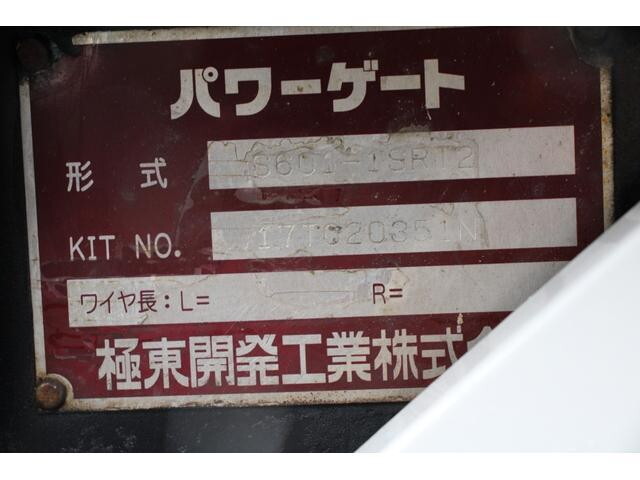 パワーゲート
形式 S601-1SRT2
KIT NO. 17TC20351N
ワイヤ長:L= R=
極東開発工業株式